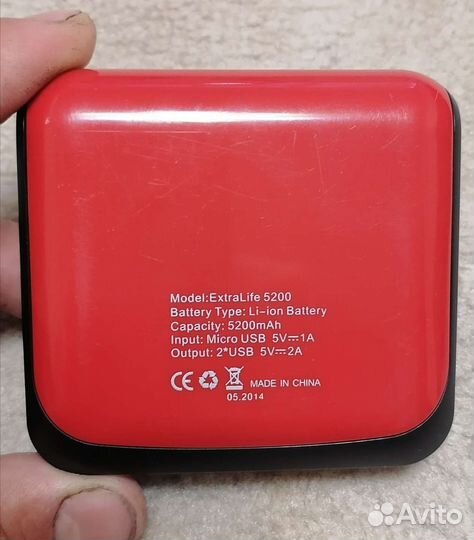 Model:ExtraLife 5200
Battery Type: Li-ion Battery
Capacity: 5200mAh
Input: Micro USB 5V⎓1A
Output: 2*USB 5V⎓2A
CE MADE IN CHINA
05.2014
Avito